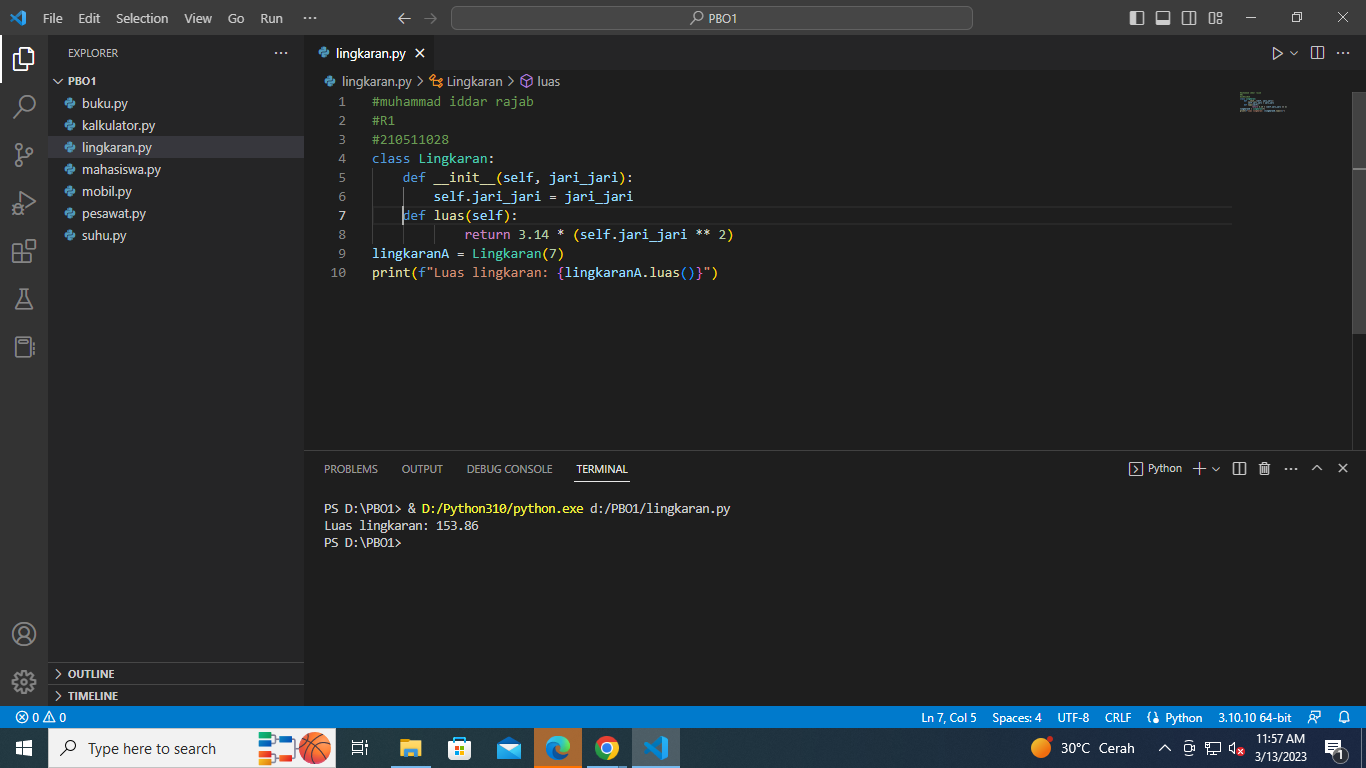 File Edit Selection View Go Run ···
PBO1
EXPLORER ···
PBO1
buku.py
kalkulator.py
lingkaran.py
mahasiswa.py
mobil.py
pesawat.py
suhu.py
OUTLINE
TIMELINE
lingkaran.py
lingkaran.py > Lingkaran > luas
1 #muhammad iddar rajab
2 #R1
3 #210511028
4 class Lingkaran:
5     def __init__(self, jari_jari):
6         self.jari_jari = jari_jari
7     def luas(self):
8             return 3.14 * (self.jari_jari ** 2)
9 lingkaranA = Lingkaran(7)
10 print(f"Luas lingkaran: {lingkaranA.luas()}")
PROBLEMS OUTPUT DEBUG CONSOLE TERMINAL
Python
PS D:\PBO1> & D:/Python310/python.exe d:/PBO1/lingkaran.py
Luas lingkaran: 153.86
PS D:\PBO1>
0 0 Ln 7, Col 5 Spaces: 4 UTF-8 CRLF Python 3.10.10 64-bit
Type here to search
30°C Cerah
11:57 AM
3/13/2023
1